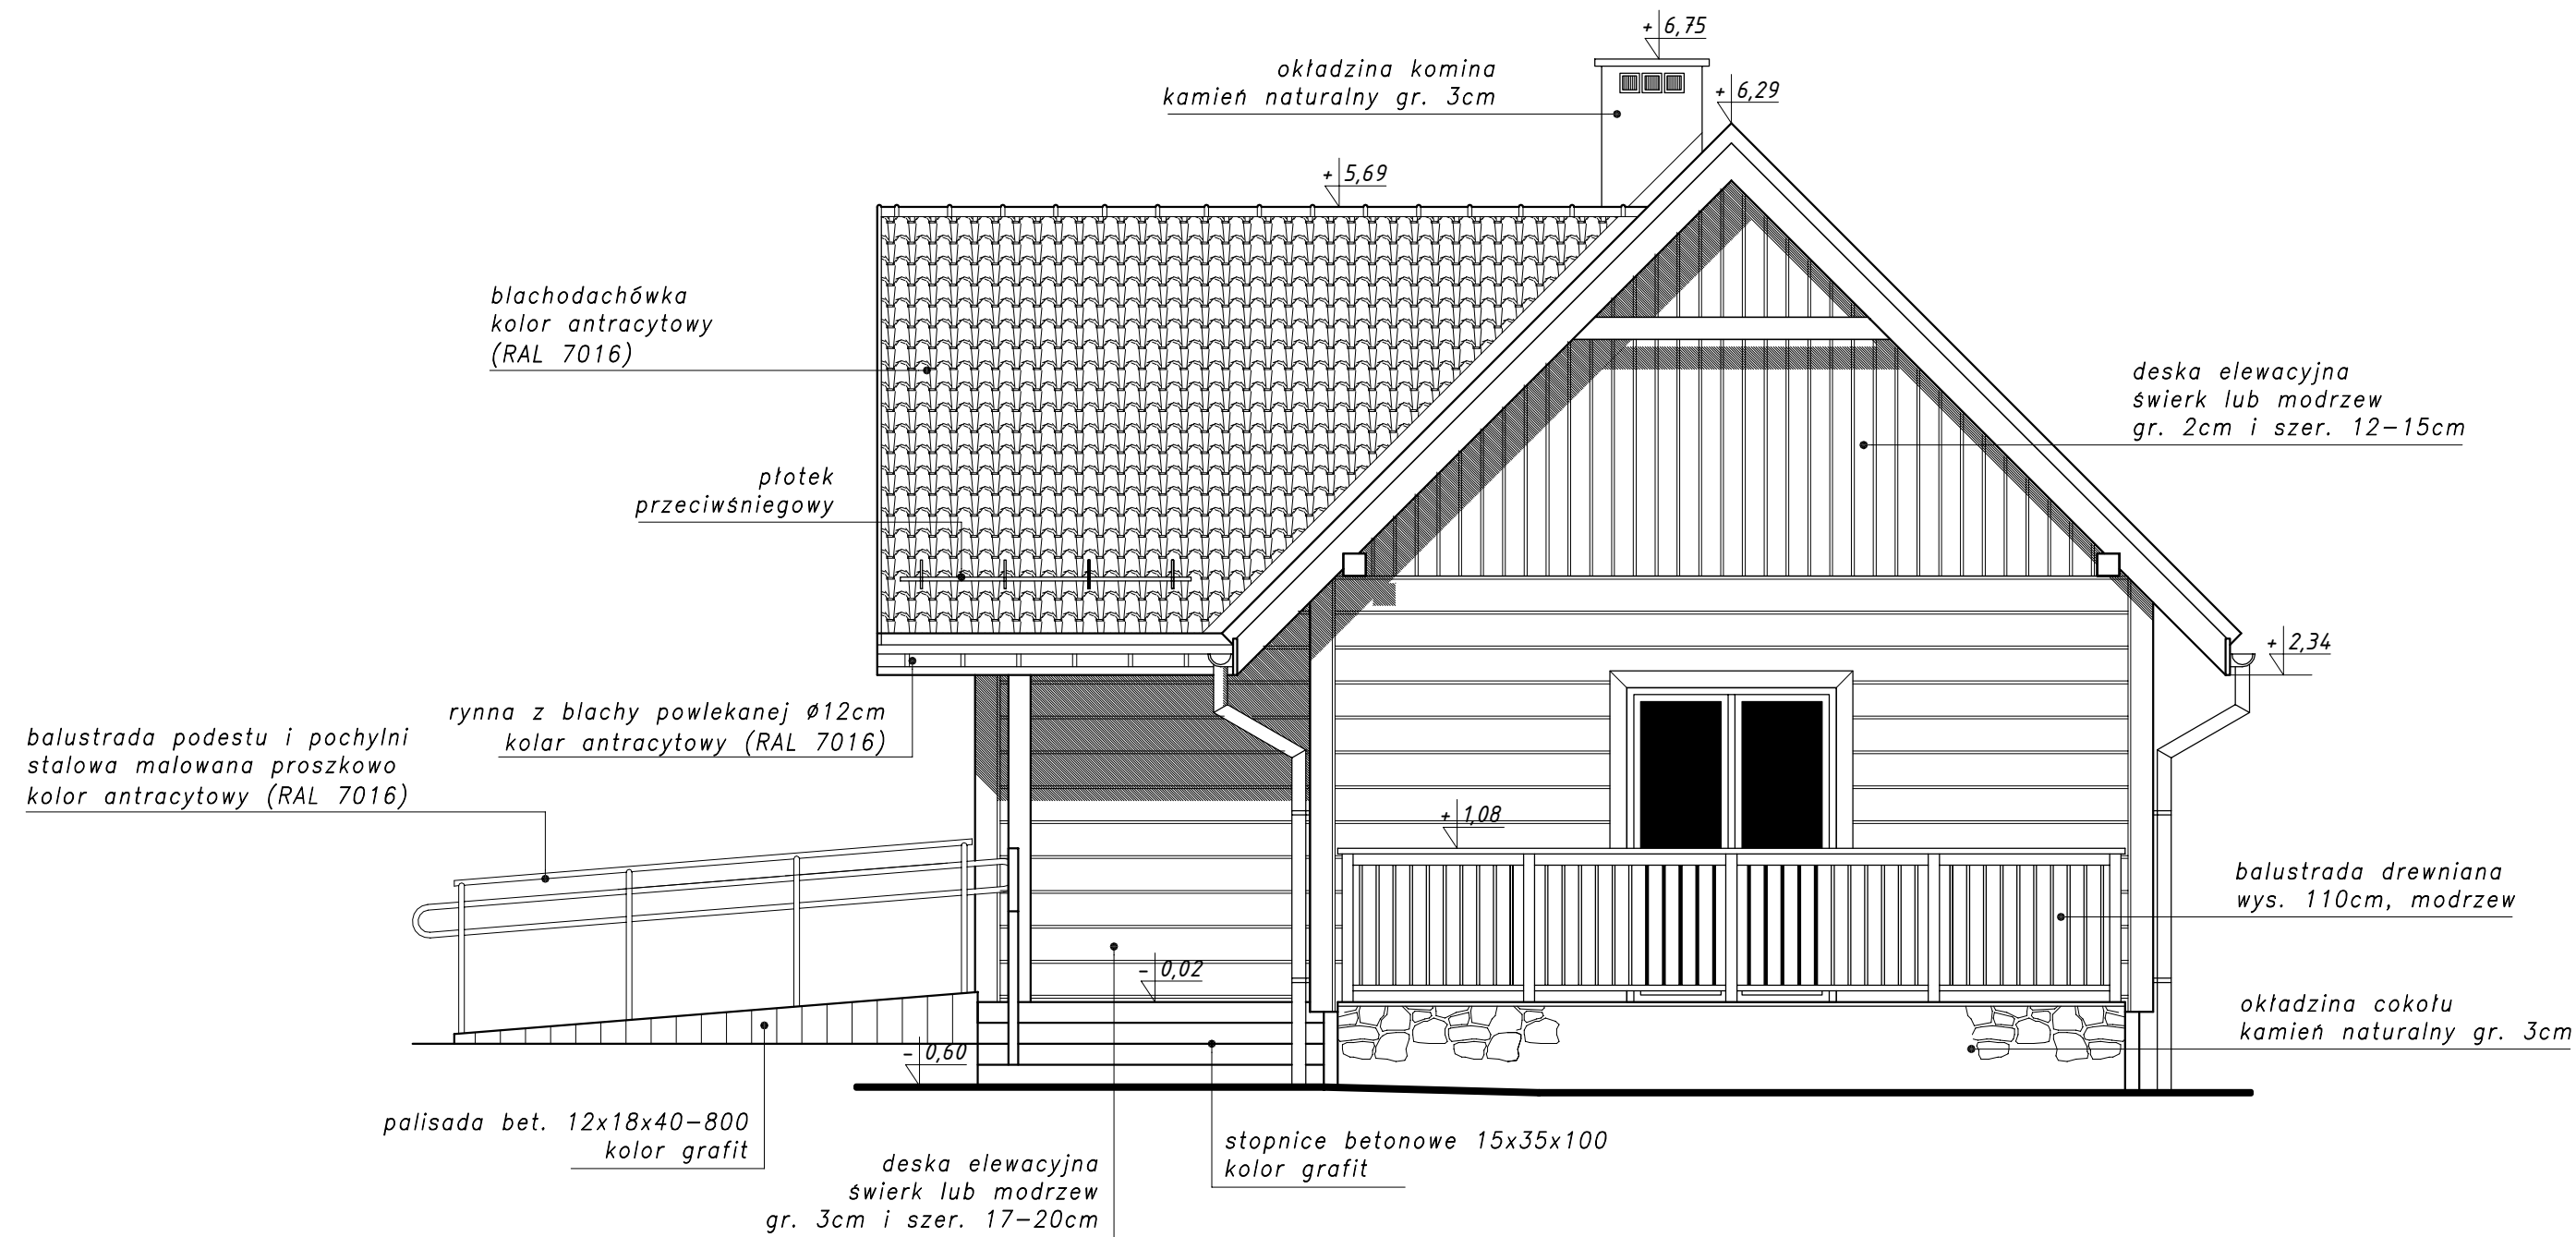 + 6,75
okładzina komina
kamień naturalny gr. 3cm
+ 6,29
+ 5,69
blachodachówka
kolor antracytowy
(RAL 7016)
deska elewacyjna
świerk lub modrzew
gr. 2cm i szer. 12-15cm
płotek
przeciwśniegowy
+ 2,34
rynna z blachy powlekanej ø12cm
kolar antracytowy (RAL 7016)
balustrada podestu i pochylni
stalowa malowana proszkowo
kolor antracytowy (RAL 7016)
+ 1,08
balustrada drewniana
wys. 110cm, modrzew
- 0,02
okładzina cokołu
kamień naturalny gr. 3cm
- 0,60
palisada bet. 12x18x40-800
kolor grafit
stopnice betonowe 15x35x100
kolor grafit
deska elewacyjna
świerk lub modrzew
gr. 3cm i szer. 17-20cm